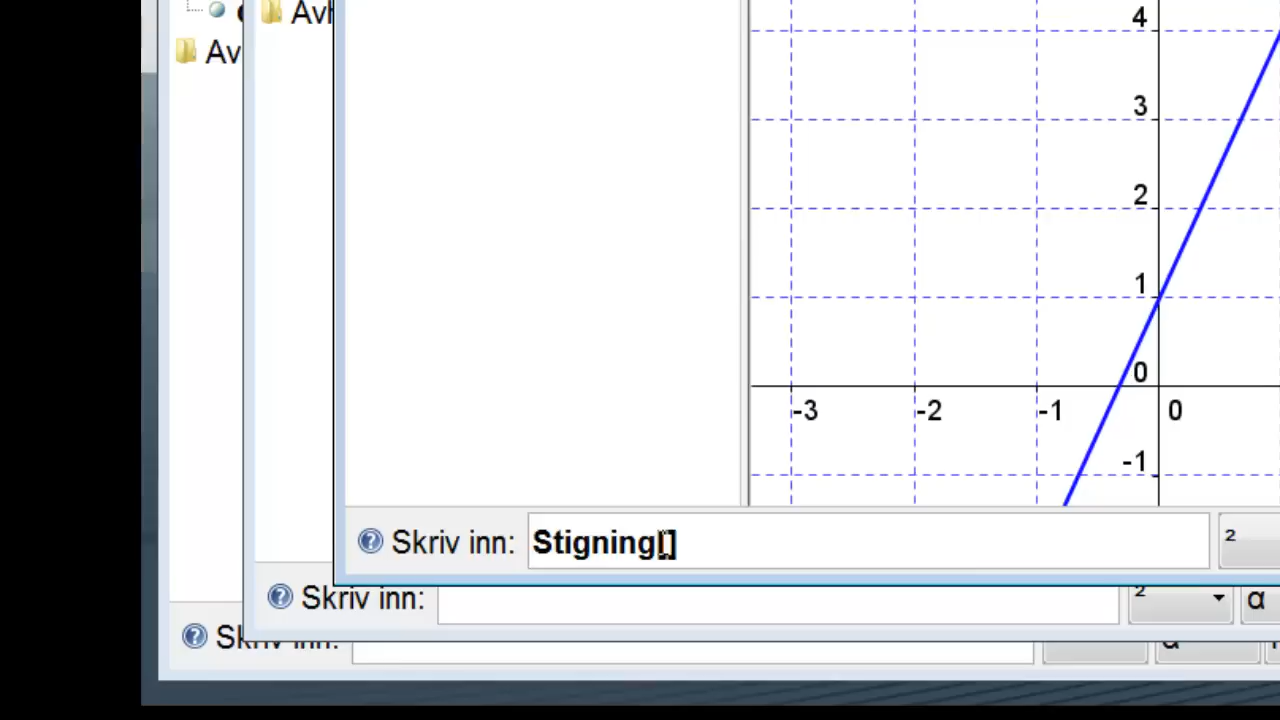 Avh
Av
4
3
2
1
0
-3 -2 -1 0
-1
Skriv inn: Stigning[] 2
Skriv inn: 2 α
Skriv inn: α